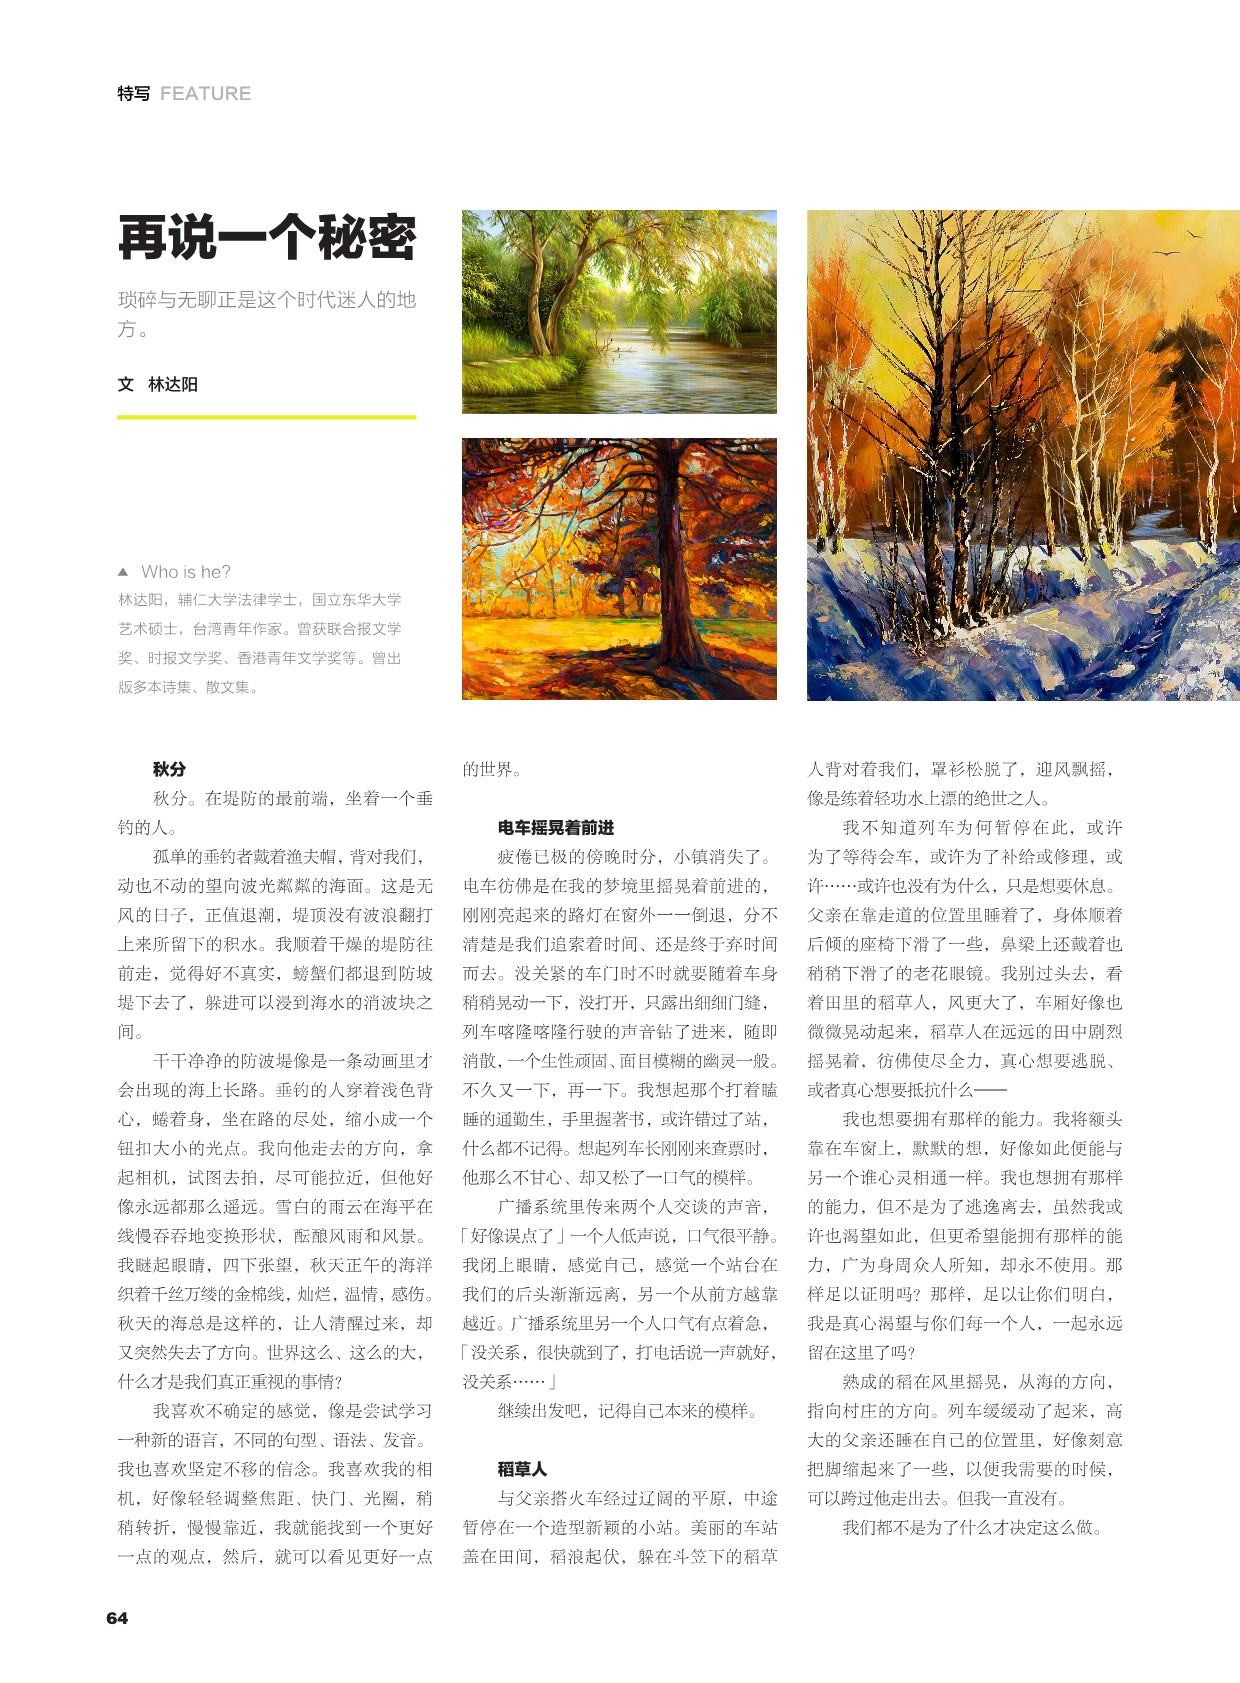 特写 FEATURE
再说一个秘密
琐碎与无聊正是这个时代迷人的地
方。
文 林达阳
▲ Who is he?
林达阳，辅仁大学法律学士，国立东华大学
艺术硕士，台湾青年作家。曾获联合报文学
奖、时报文学奖、香港青年文学奖等。曾出
版多本诗集、散文集。
秋分
秋分。在堤防的最前端，坐着一个垂
钓的人。
孤单的垂钓者戴着渔夫帽，背对我们，
动也不动的望向波光粼粼的海面。这是无
风的日子，正值退潮，堤顶没有波浪翻打
上来所留下的积水。我顺着干燥的堤防往
前走，觉得好不真实，螃蟹们都退到防坡
堤下去了，躲进可以浸到海水的消波块之
间。
干干净净的防波堤像是一条动画里才
会出现的海上长路。垂钓的人穿着浅色背
心，蜷着身，坐在路的尽处，缩小成一个
钮扣大小的光点。我向他走去的方向，拿
起相机，试图去拍，尽可能拉近，但他好
像永远都那么遥远。雪白的雨云在海平在
线慢吞吞地变换形状，酝酿风雨和风景。
我瞇起眼睛，四下张望，秋天正午的海洋
织着千丝万缕的金棉线，灿烂，温情，感伤。
秋天的海总是这样的，让人清醒过来，却
又突然失去了方向。世界这么、这么的大，
什么才是我们真正重视的事情？
我喜欢不确定的感觉，像是尝试学习
一种新的语言，不同的句型、语法、发音。
我也喜欢坚定不移的信念。我喜欢我的相
机，好像轻轻调整焦距、快门、光圈，稍
稍转折，慢慢靠近，我就能找到一个更好
一点的观点，然后，就可以看见更好一点
的世界。
电车摇晃着前进
疲倦已极的傍晚时分，小镇消失了。
电车彷佛是在我的梦境里摇晃着前进的，
刚刚亮起来的路灯在窗外一一倒退，分不
清楚是我们追索着时间、还是终于弃时间
而去。没关紧的车门时不时就要随着车身
稍稍晃动一下，没打开，只露出细细门缝，
列车喀隆喀隆行驶的声音钻了进来，随即
消散，一个生性顽固、面目模糊的幽灵一般。
不久又一下，再一下。我想起那个打着瞌
睡的通勤生，手里握著书，或许错过了站，
什么都不记得。想起列车长刚刚来查票时，
他那么不甘心、却又松了一口气的模样。
广播系统里传来两个人交谈的声音，
「好像误点了」一个人低声说，口气很平静。
我闭上眼睛，感觉自己，感觉一个站台在
我们的后头渐渐远离，另一个从前方越靠
越近。广播系统里另一个人口气有点着急，
「没关系，很快就到了，打电话说一声就好，
没关系……」
继续出发吧，记得自己本来的模样。
稻草人
与父亲搭火车经过辽阔的平原，中途
暂停在一个造型新颖的小站。美丽的车站
盖在田间，稻浪起伏，躲在斗笠下的稻草
人背对着我们，罩衫松脱了，迎风飘摇，
像是练着轻功水上漂的绝世之人。
我不知道列车为何暂停在此，或许
为了等待会车，或许为了补给或修理，或
许……或许也没有为什么，只是想要休息。
父亲在靠走道的位置里睡着了，身体顺着
后倾的座椅下滑了一些，鼻梁上还戴着也
稍稍下滑了的老花眼镜。我别过头去，看
着田里的稻草人，风更大了，车厢好像也
微微晃动起来，稻草人在远远的田中剧烈
摇晃着，彷佛使尽全力，真心想要逃脱、
或者真心想要抵抗什么——
我也想要拥有那样的能力。我将额头
靠在车窗上，默默的想，好像如此便能与
另一个谁心灵相通一样。我也想拥有那样
的能力，但不是为了逃逸离去，虽然我或
许也渴望如此，但更希望能拥有那样的能
力，广为身周众人所知，却永不使用。那
样足以证明吗？那样，足以让你们明白，
我是真心渴望与你们每一个人，一起永远
留在这里了吗？
熟成的稻在风里摇晃，从海的方向，
指向村庄的方向。列车缓缓动了起来，高
大的父亲还睡在自己的位置里，好像刻意
把脚缩起来了一些，以便我需要的时候，
可以跨过他走出去。但我一直没有。
我们都不是为了什么才决定这么做。
64